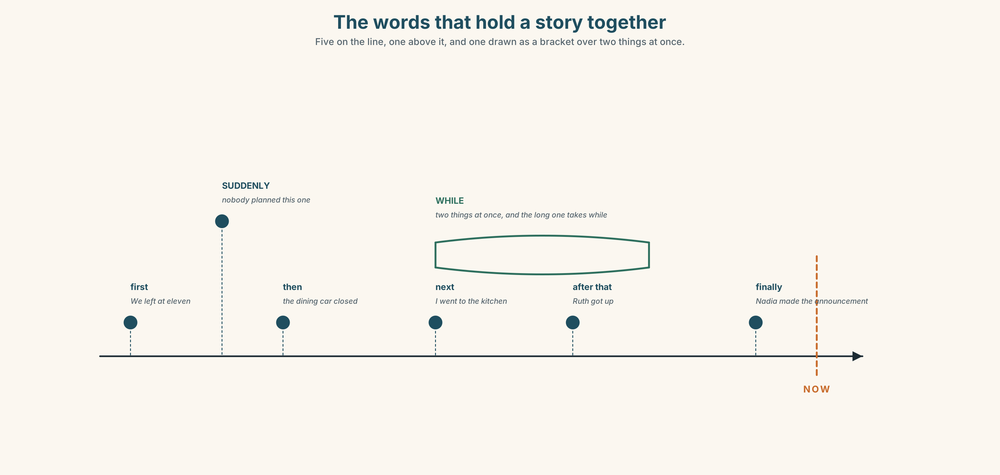 The words that hold a story together
Five on the line, one above it, and one drawn as a bracket over two things at once.
SUDDENLY
nobody planned this one
WHILE
two things at once, and the long one takes while
first
We left at eleven
then
the dining car closed
next
I went to the kitchen
after that
Ruth got up
finally
Nadia made the announcement
NOW